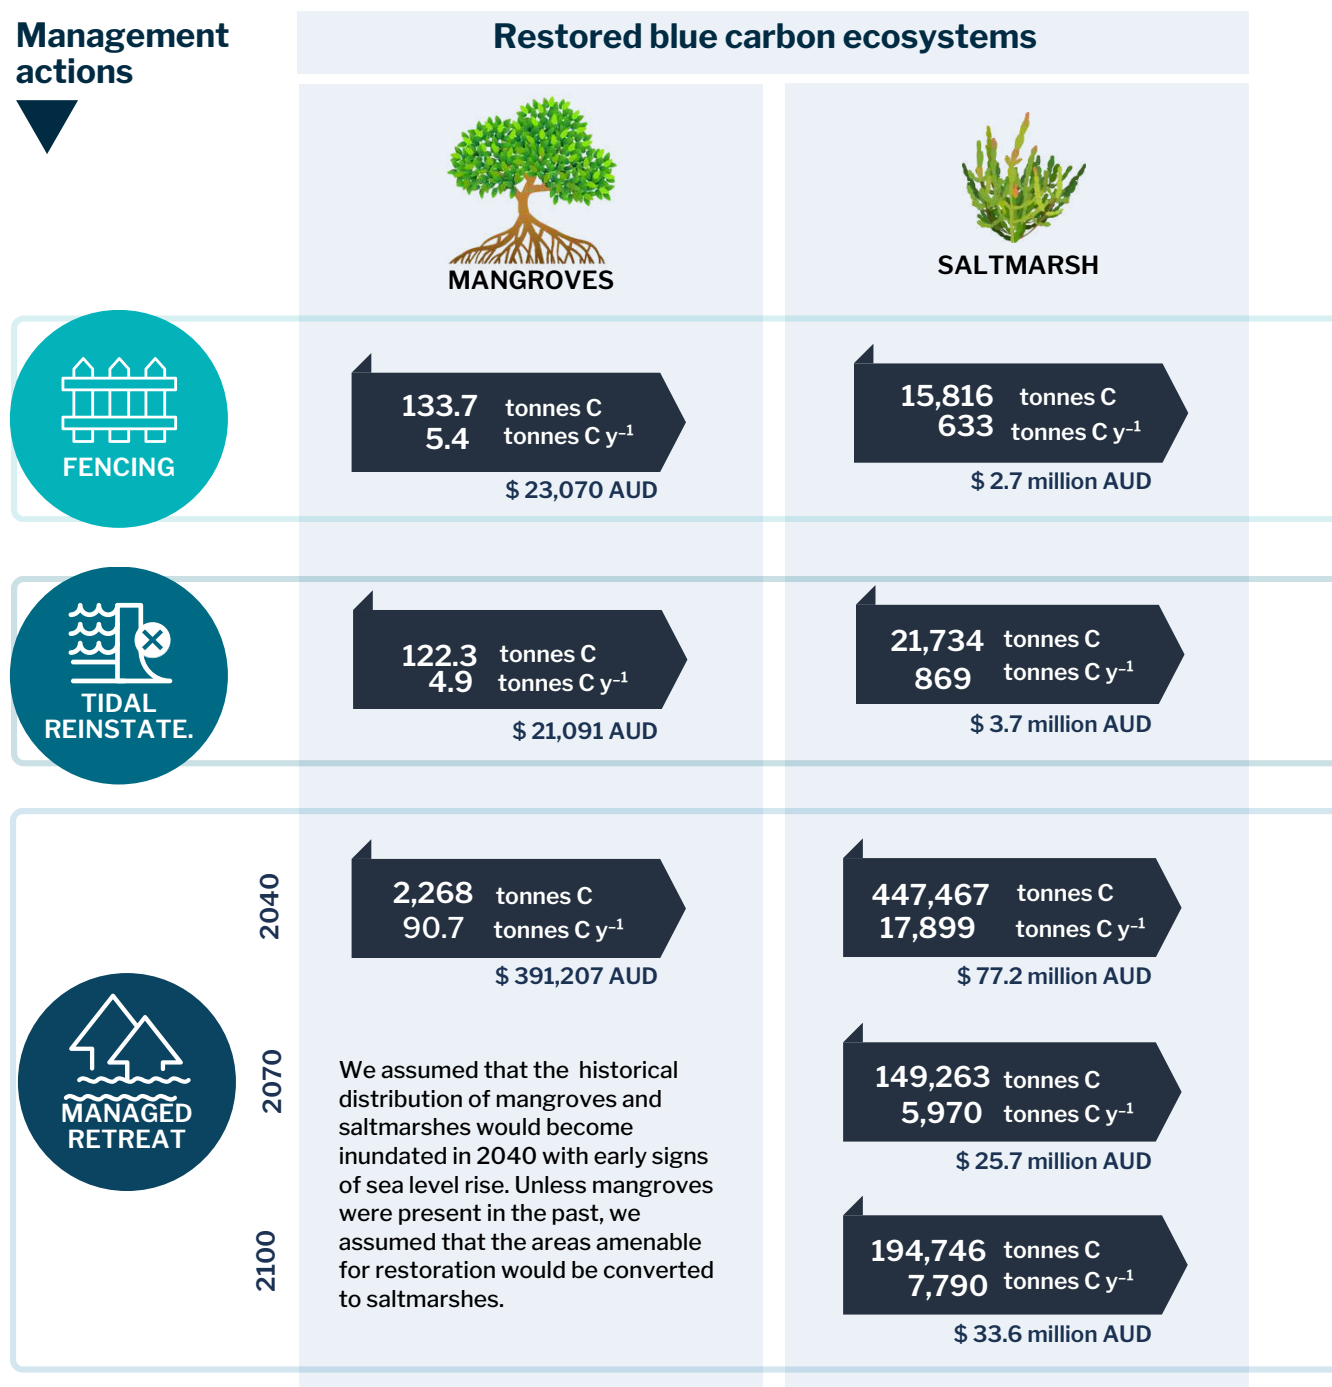 Management
actions
Restored blue carbon ecosystems
MANGROVES
SALTMARSH
FENCING
133.7 tonnes C
5.4 tonnes C y⁻¹
$ 23,070 AUD
15,816 tonnes C
633 tonnes C y⁻¹
$ 2.7 million AUD
TIDAL
REINSTATE.
122.3 tonnes C
4.9 tonnes C y⁻¹
$ 21,091 AUD
21,734 tonnes C
869 tonnes C y⁻¹
$ 3.7 million AUD
MANAGED
RETREAT
2040
2,268 tonnes C
90.7 tonnes C y⁻¹
$ 391,207 AUD
447,467 tonnes C
17,899 tonnes C y⁻¹
$ 77.2 million AUD
2070
We assumed that the historical
distribution of mangroves and
saltmarshes would become
inundated in 2040 with early signs
of sea level rise. Unless mangroves
were present in the past, we
assumed that the areas amenable
for restoration would be converted
to saltmarshes.
149,263 tonnes C
5,970 tonnes C y⁻¹
$ 25.7 million AUD
2100
194,746 tonnes C
7,790 tonnes C y⁻¹
$ 33.6 million AUD